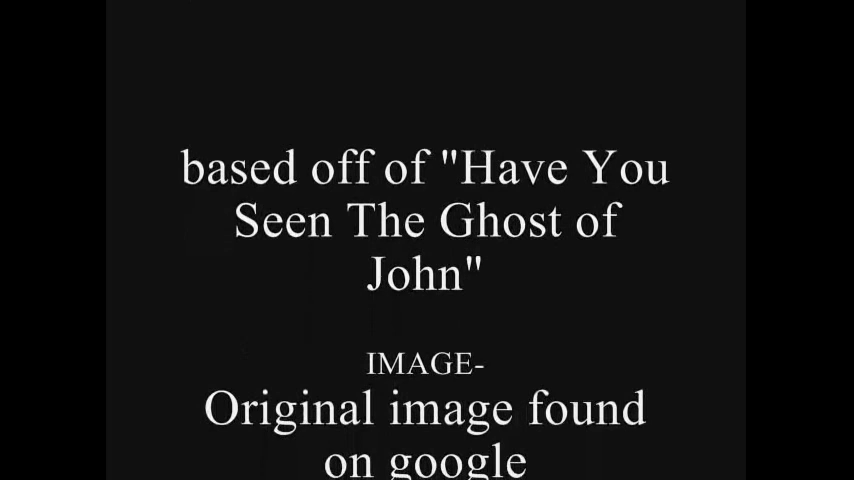 based off of "Have You
Seen The Ghost of
John"
IMAGE-
Original image found
on google